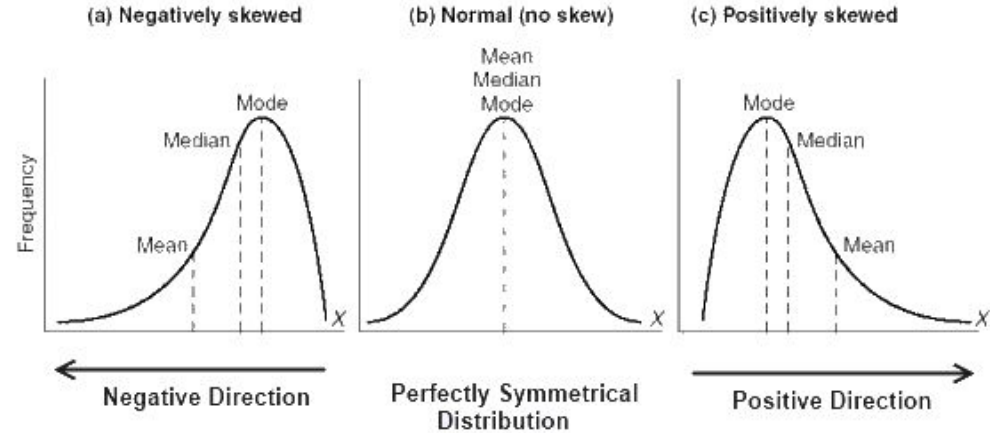 (a) Negatively skewed
(b) Normal (no skew)
(c) Positively skewed
Frequency
Mode
Median
Mean
X
Mean
Median
Mode
X
Mode
Median
Mean
X
Negative Direction
Perfectly Symmetrical
Distribution
Positive Direction